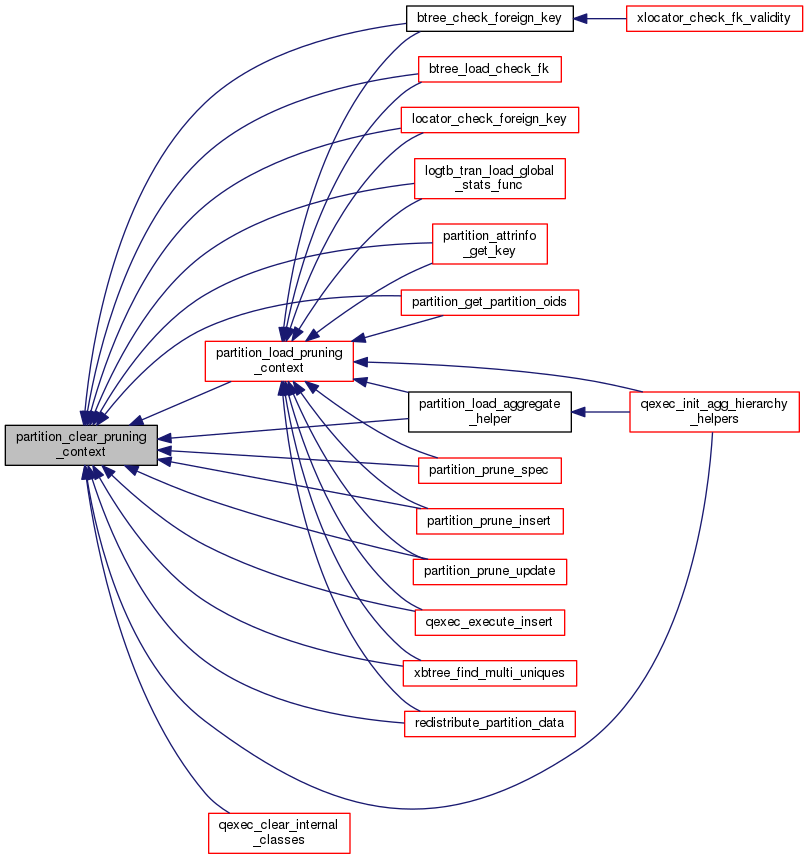 btree_check_foreign_key
xlocator_check_fk_validity
btree_load_check_fk
locator_check_foreign_key
logtb_tran_load_global
_stats_func
partition_attrinfo
_get_key
partition_get_partition_oids
partition_load_pruning
_context
partition_load_aggregate
_helper
qexec_init_agg_hierarchy
_helpers
partition_clear_pruning
_context
partition_prune_spec
partition_prune_insert
partition_prune_update
qexec_execute_insert
xbtree_find_multi_uniques
redistribute_partition_data
qexec_clear_internal
_classes